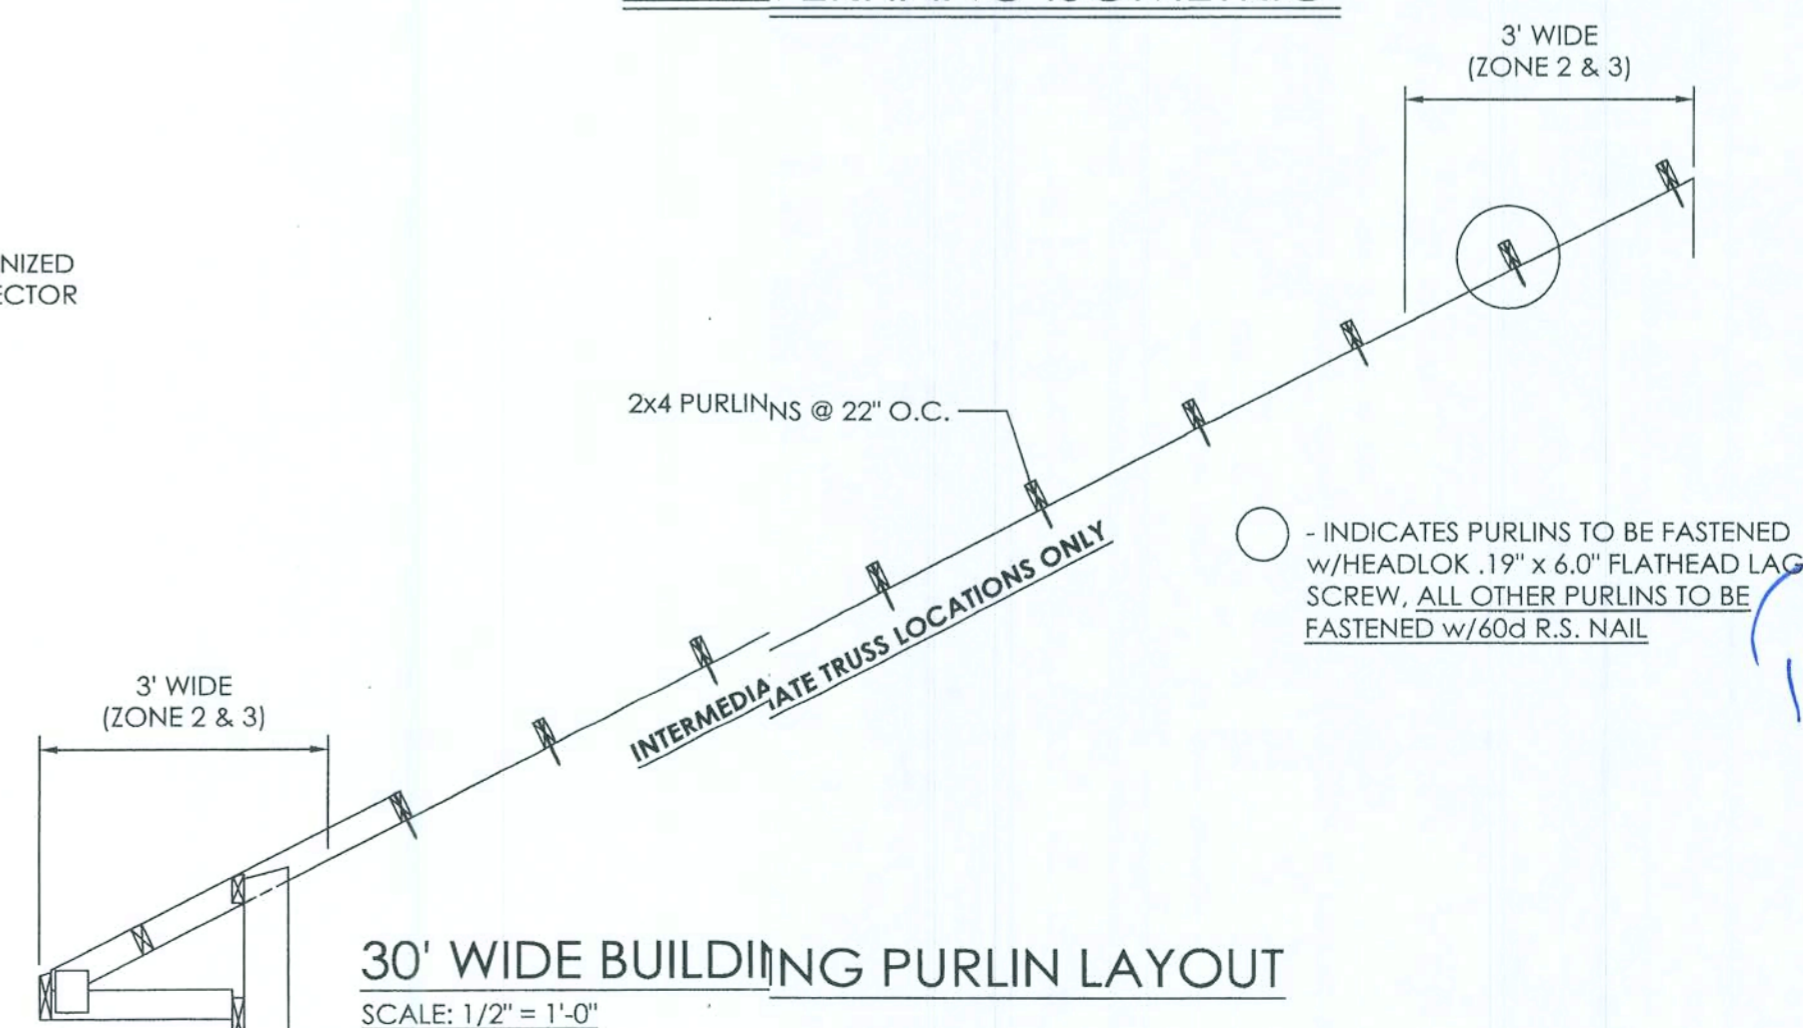 3' WIDE
(ZONE 2 & 3)
NIZED
ECTOR
2x4 PURLINNS @ 22" O.C.
- INDICATES PURLINS TO BE FASTENED
w/HEADLOK .19" x 6.0" FLATHEAD LAG
SCREW, ALL OTHER PURLINS TO BE
FASTENED w/60d R.S. NAIL
INTERMEDIATE TRUSS LOCATIONS ONLY
3' WIDE
(ZONE 2 & 3)
30' WIDE BUILDING PURLIN LAYOUT
SCALE: 1/2" = 1'-0"